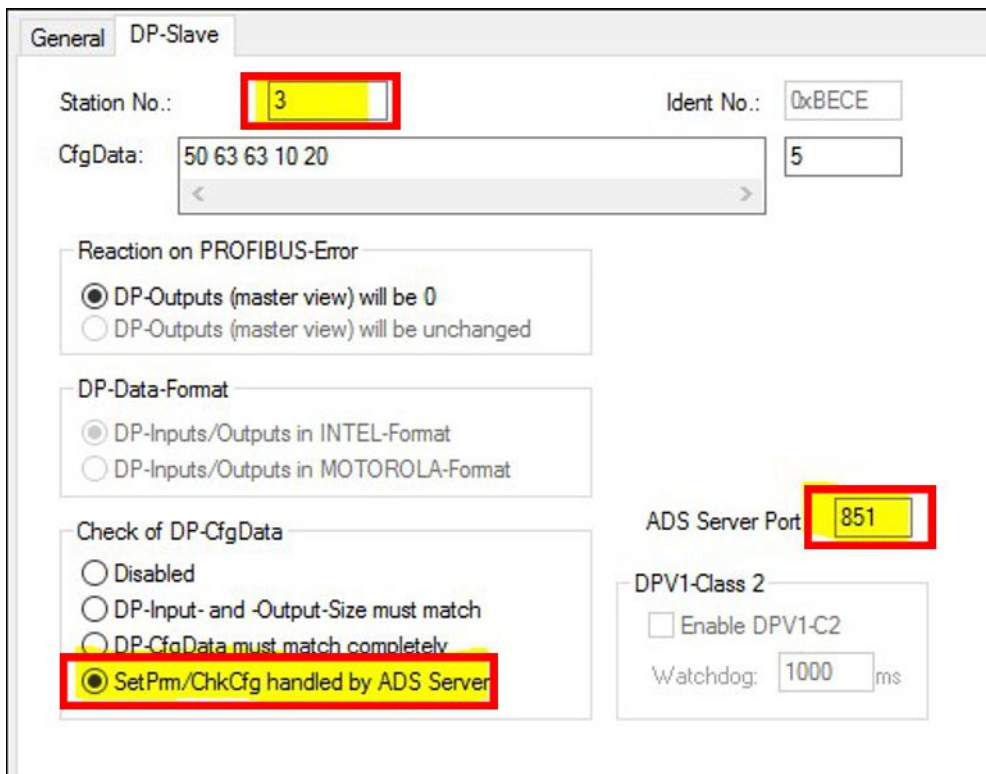 General DP-Slave
Station No.: 3 Ident No.: 0xBECE
CfgData: 50 63 63 10 20 5
Reaction on PROFIBUS-Error
DP-Outputs (master view) will be 0
DP-Outputs (master view) will be unchanged
DP-Data-Format
DP-Inputs/Outputs in INTEL-Format
DP-Inputs/Outputs in MOTOROLA-Format
ADS Server Port 851
Check of DP-CfgData
Disabled
DPV1-Class 2
DP-Input- and -Output-Size must match
Enable DPV1-C2
DP-CfgData must match completely
SetPrm/ChkCfg handled by ADS Server
Watchdog: 1000 ms